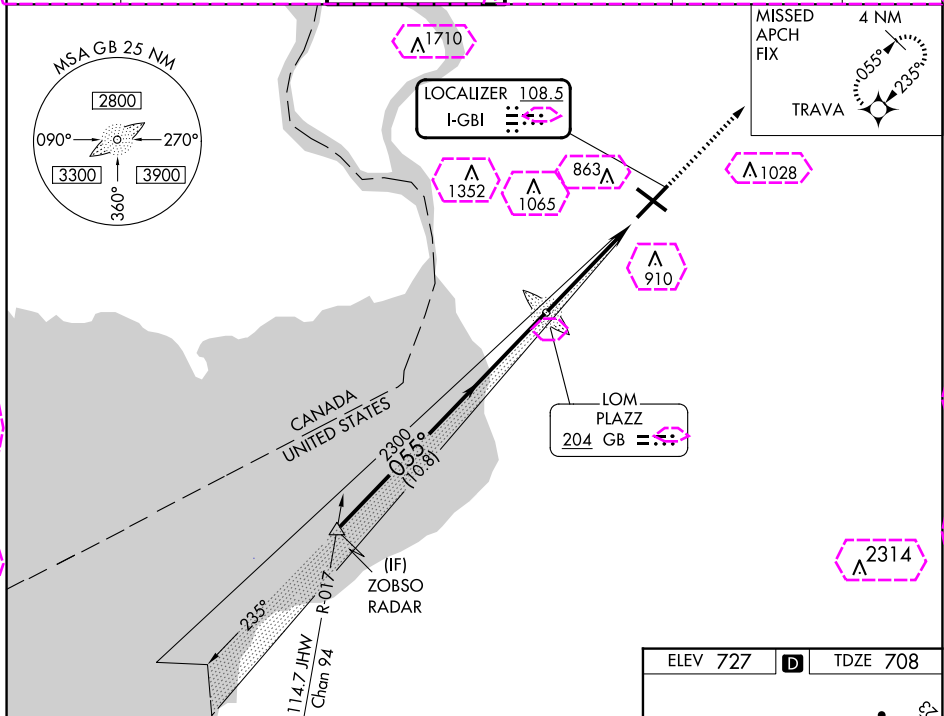 MSA GB 25 NM
2800
090°
270°
3300
3900
360°
1710
LOCALIZER 108.5
I-GBI
1352
1065
863
1028
910
MISSED
APCH
FIX
4 NM
055°
235°
TRAVA
CANADA
UNITED STATES
2300
055°
(10.8)
LOM
PLAZZ
204 GB
(IF)
ZOBSO
RADAR
235°
R-017
114.7 JHW
Chan 94
2314
ELEV 727 D TDZE 708